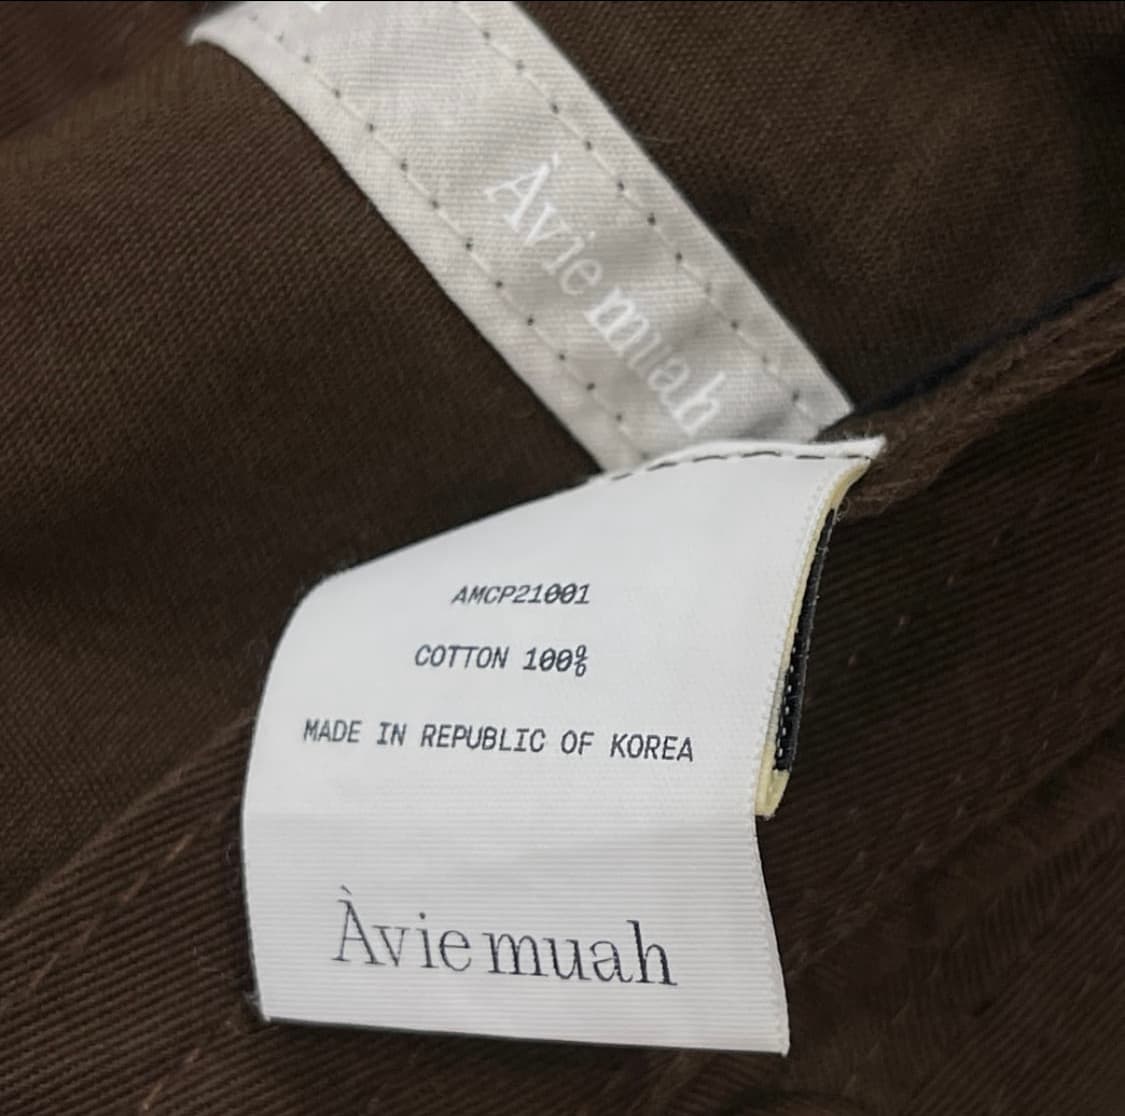 Àvie muah
AMCP21001
COTTON 100%
MADE IN REPUBLIC OF KOREA
Àvie muah